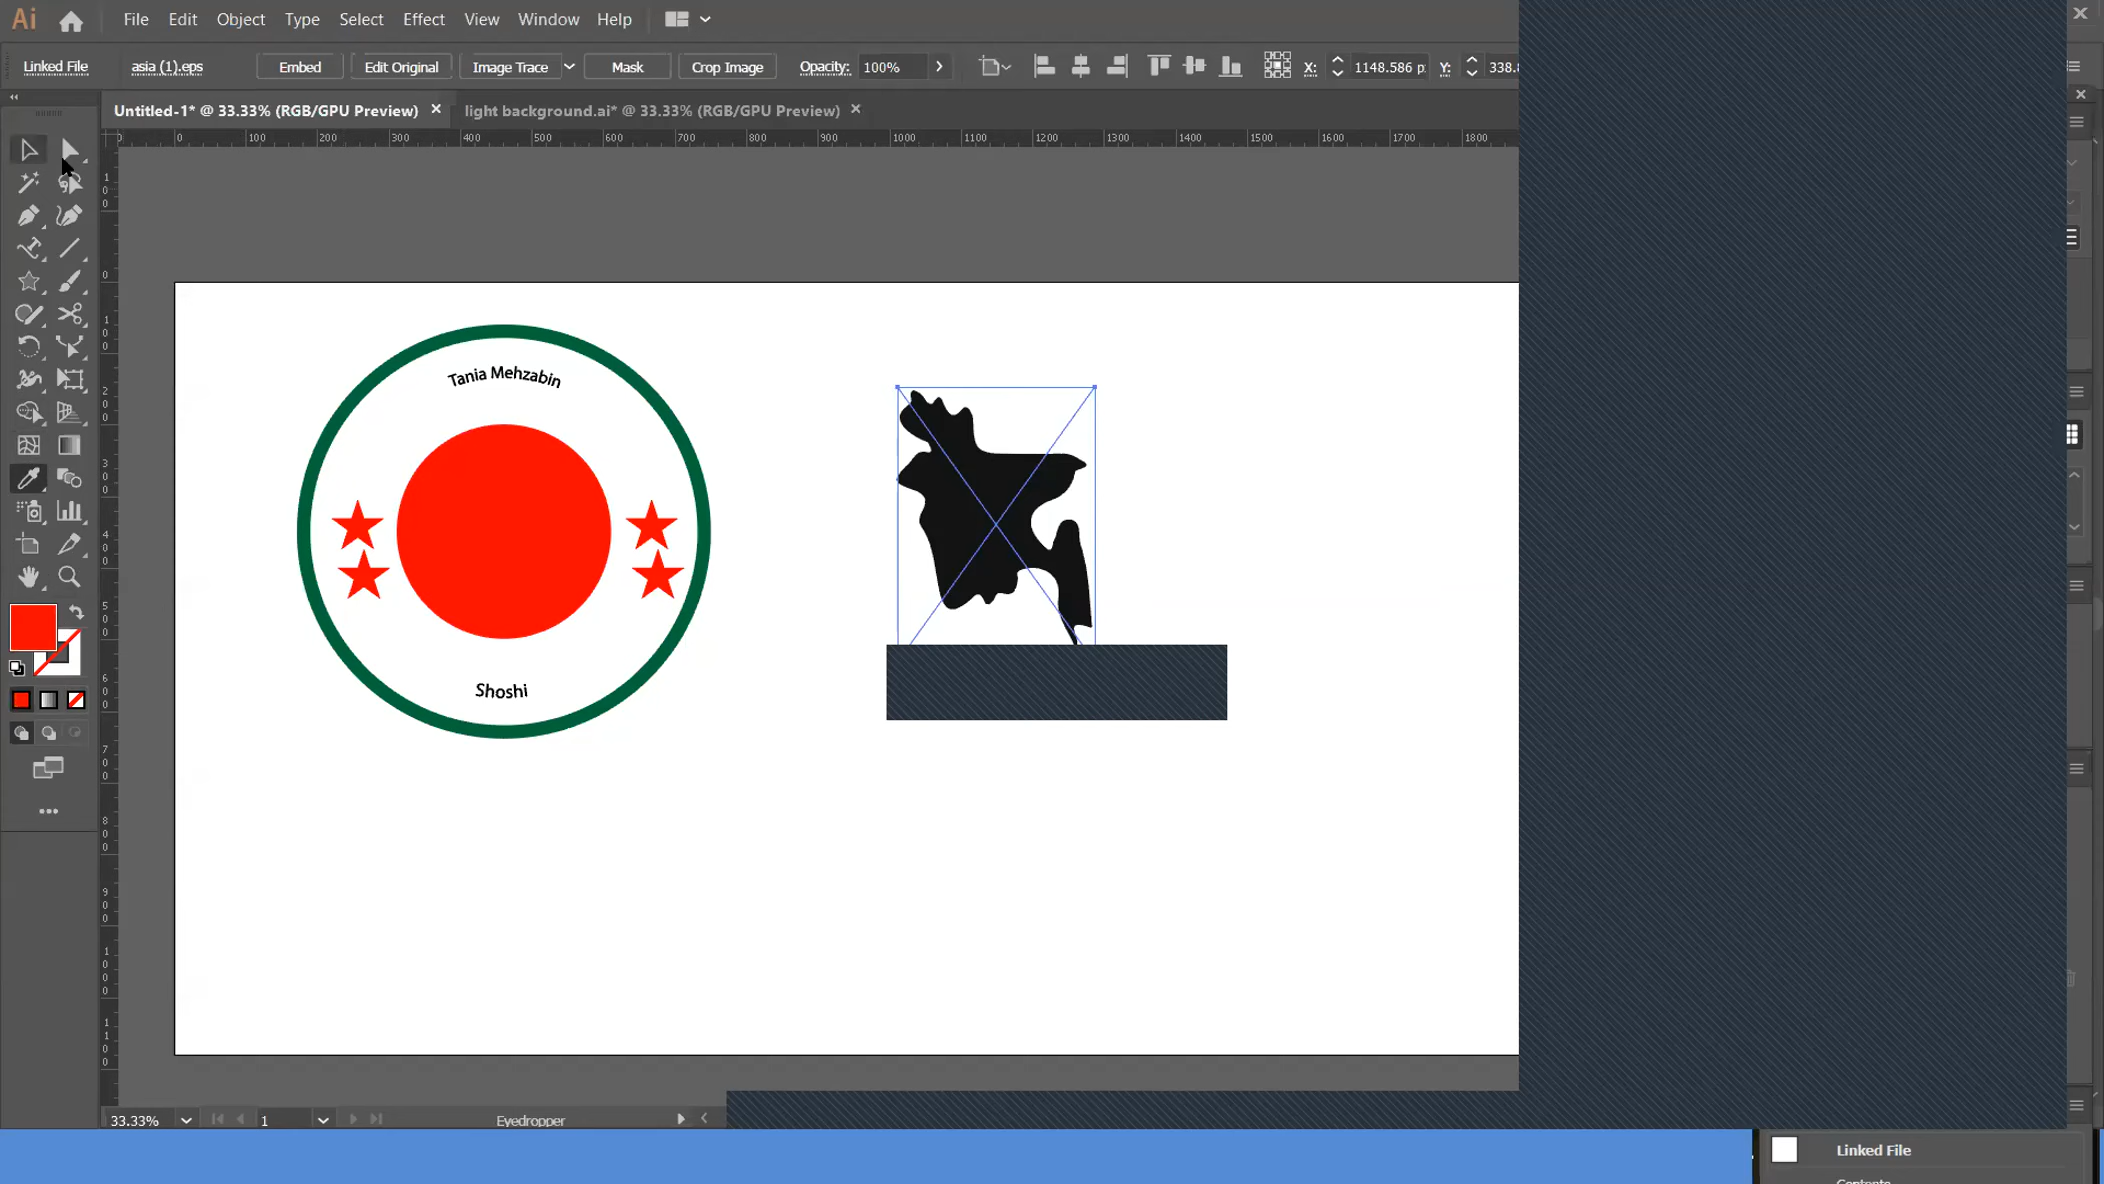 Ai File Edit Object Type Select Effect View Window Help
Linked File asia (1).eps Embed Edit Original Image Trace Mask Crop Image Opacity: 100% X: 1148.586 p Y: 338.8
Untitled-1* @ 33.33% (RGB/GPU Preview) × light background.ai* @ 33.33% (RGB/GPU Preview) ×
0 100 200 300 400 500 600 700 800 900 1000 1100 1200 1300 1400 1500 1600 1700 1800
Tania Mehzabin
Shoshi
33.33% 1 Eyedropper
Linked File
Contents